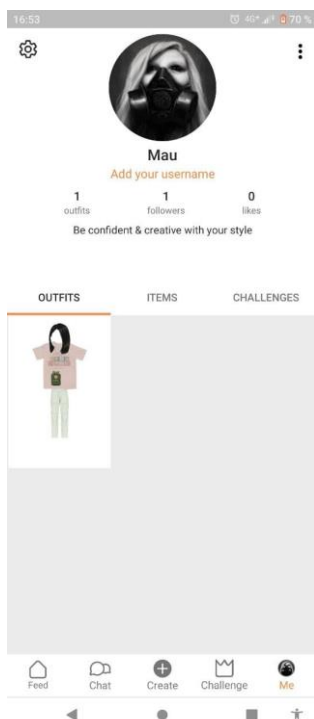 16:53
4G+
70 %
Mau
Add your username
1
1
0
outfits
followers
likes
Be confident & creative with your style
OUTFITS
ITEMS
CHALLENGES
Feed
Chat
Create
Challenge
Me